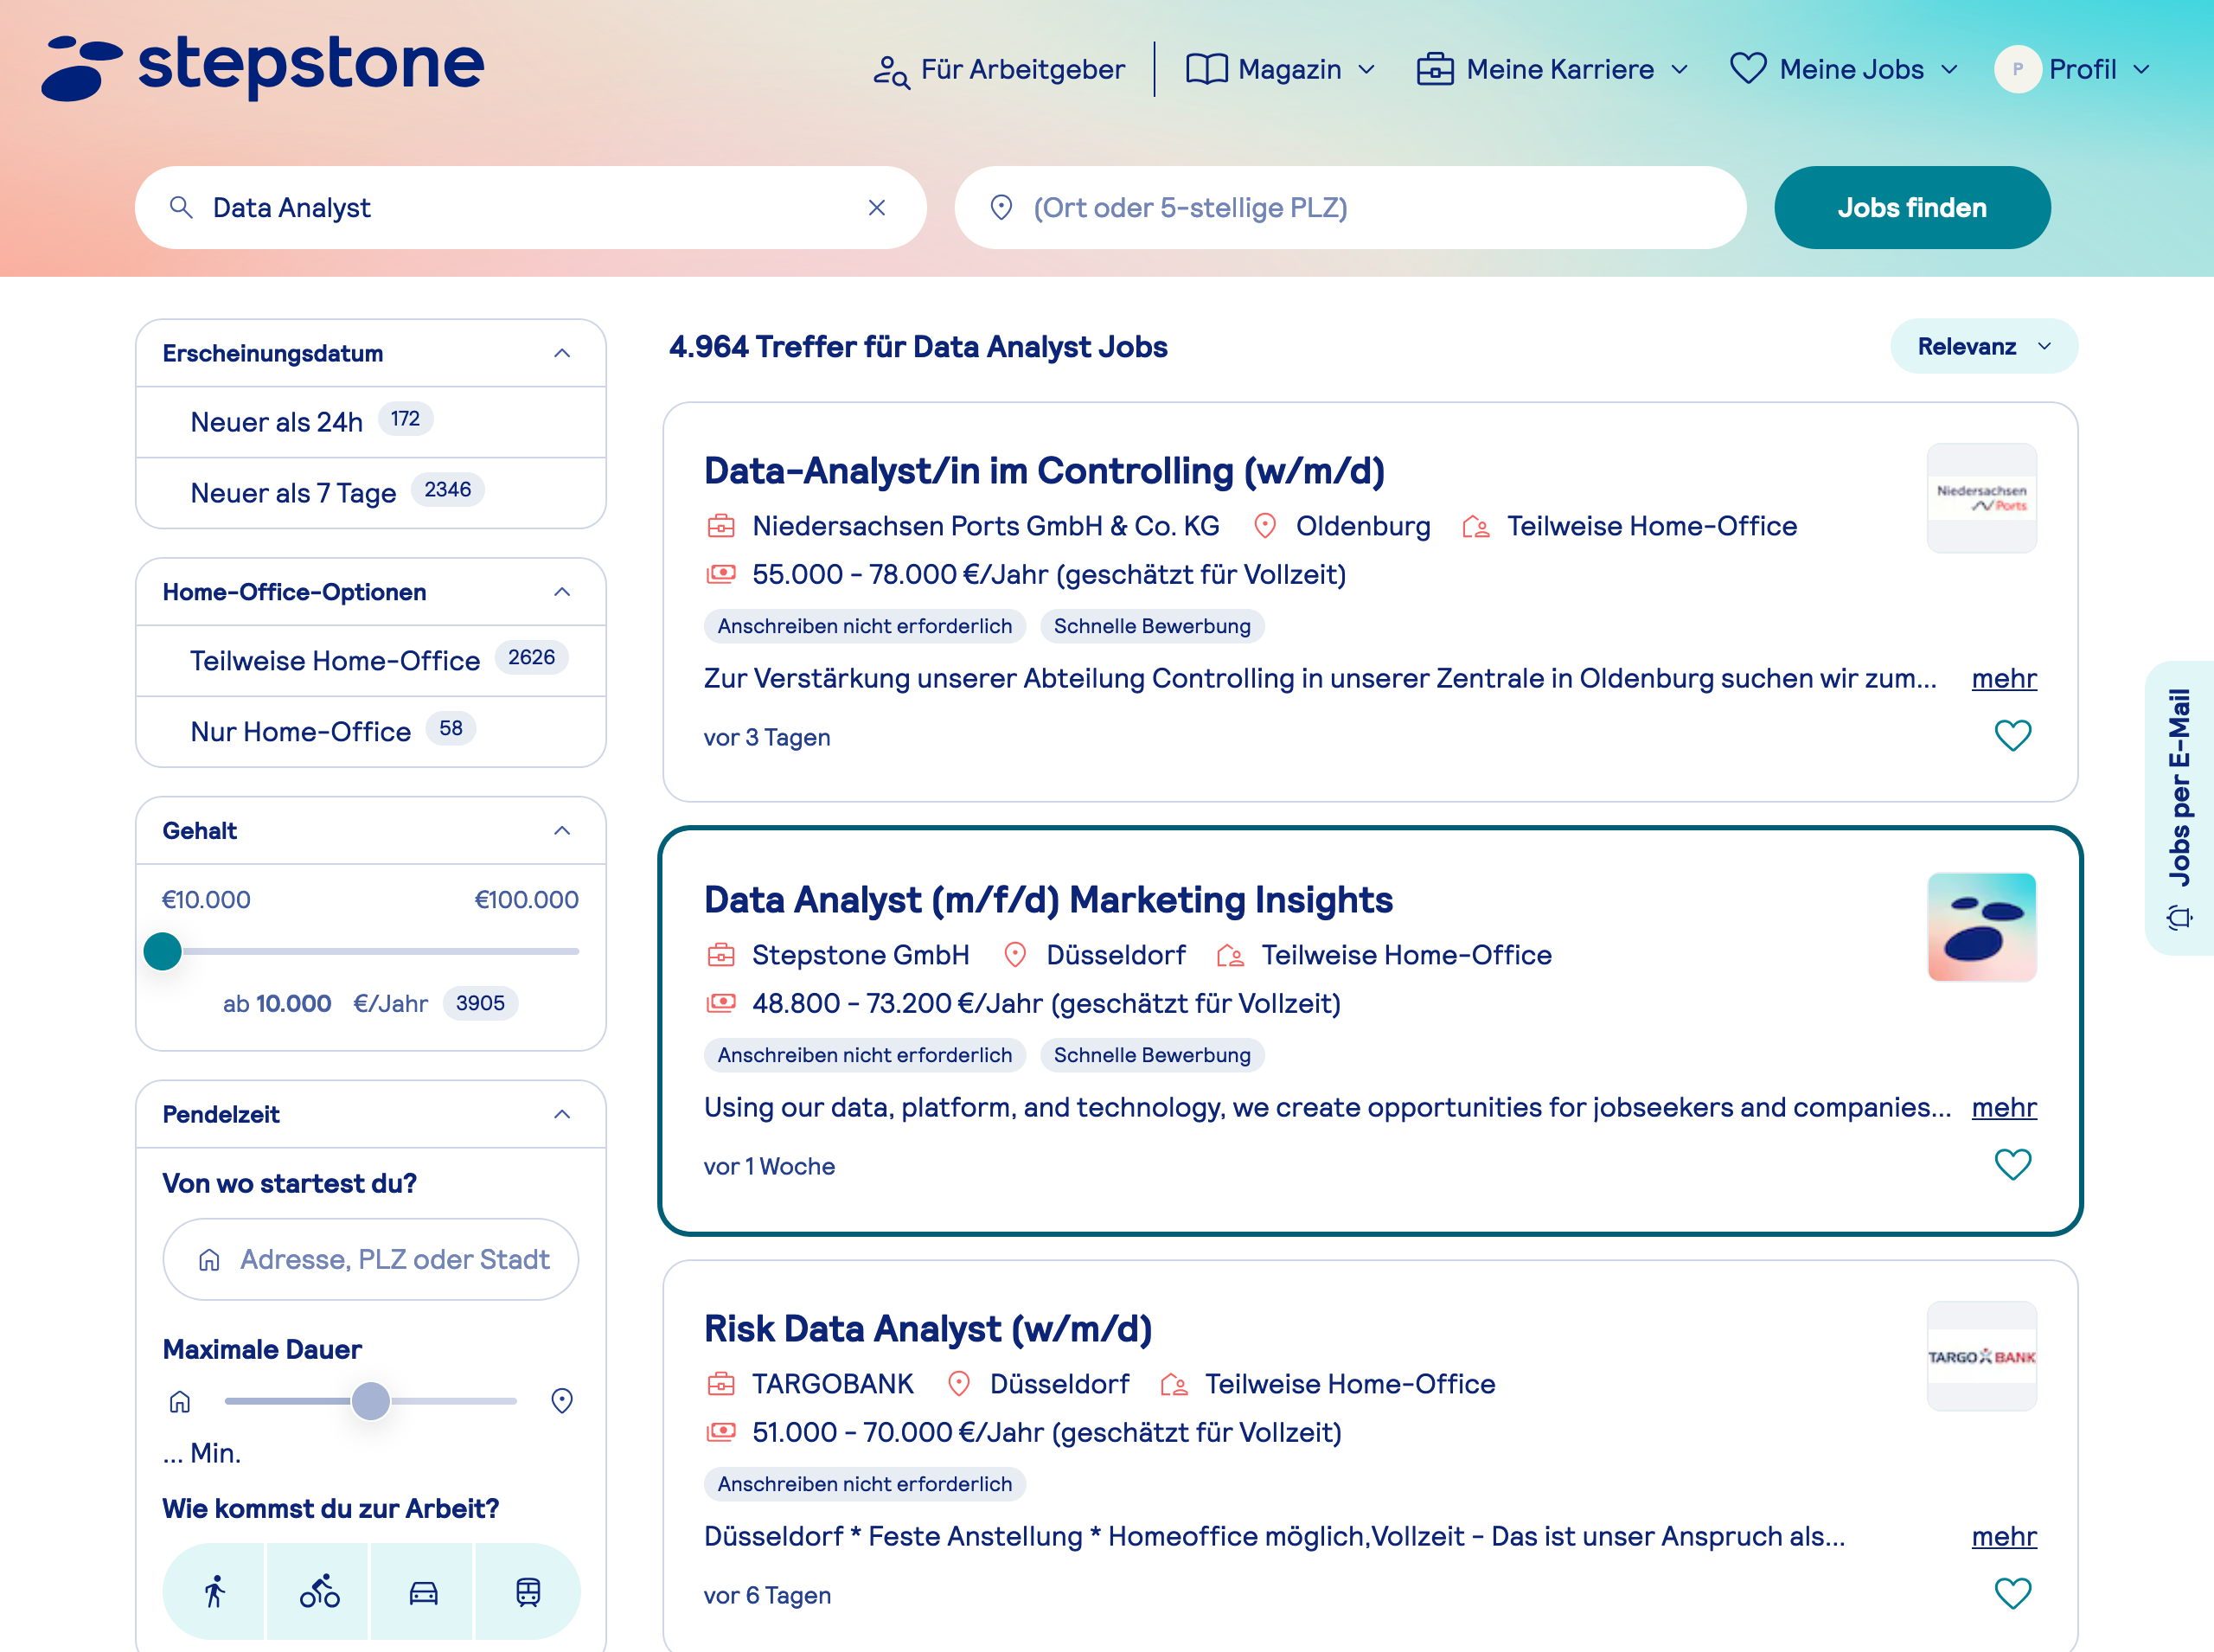 stepstone
Für Arbeitgeber
Magazin
Meine Karriere
Meine Jobs
P Profil
Data Analyst
(Ort oder 5-stellige PLZ)
Jobs finden
Erscheinungsdatum
Neuer als 24h 172
Neuer als 7 Tage 2346
Home-Office-Optionen
Teilweise Home-Office 2626
Nur Home-Office 58
Gehalt
€10.000 €100.000
ab 10.000 €/Jahr 3905
Pendelzeit
Von wo startest du?
Adresse, PLZ oder Stadt
Maximale Dauer
... Min.
Wie kommst du zur Arbeit?
4.964 Treffer für Data Analyst Jobs
Relevanz
Data-Analyst/in im Controlling (w/m/d)
Niedersachsen
Ports
Niedersachsen Ports GmbH & Co. KG Oldenburg Teilweise Home-Office
55.000 - 78.000 €/Jahr (geschätzt für Vollzeit)
Anschreiben nicht erforderlich Schnelle Bewerbung
Zur Verstärkung unserer Abteilung Controlling in unserer Zentrale in Oldenburg suchen wir zum... mehr
vor 3 Tagen
Data Analyst (m/f/d) Marketing Insights
Stepstone GmbH Düsseldorf Teilweise Home-Office
48.800 - 73.200 €/Jahr (geschätzt für Vollzeit)
Anschreiben nicht erforderlich Schnelle Bewerbung
Using our data, platform, and technology, we create opportunities for jobseekers and companies... mehr
vor 1 Woche
Risk Data Analyst (w/m/d)
TARGO BANK
TARGOBANK Düsseldorf Teilweise Home-Office
51.000 - 70.000 €/Jahr (geschätzt für Vollzeit)
Anschreiben nicht erforderlich
Düsseldorf * Feste Anstellung * Homeoffice möglich,Vollzeit - Das ist unser Anspruch als... mehr
vor 6 Tagen
Jobs per E-Mail